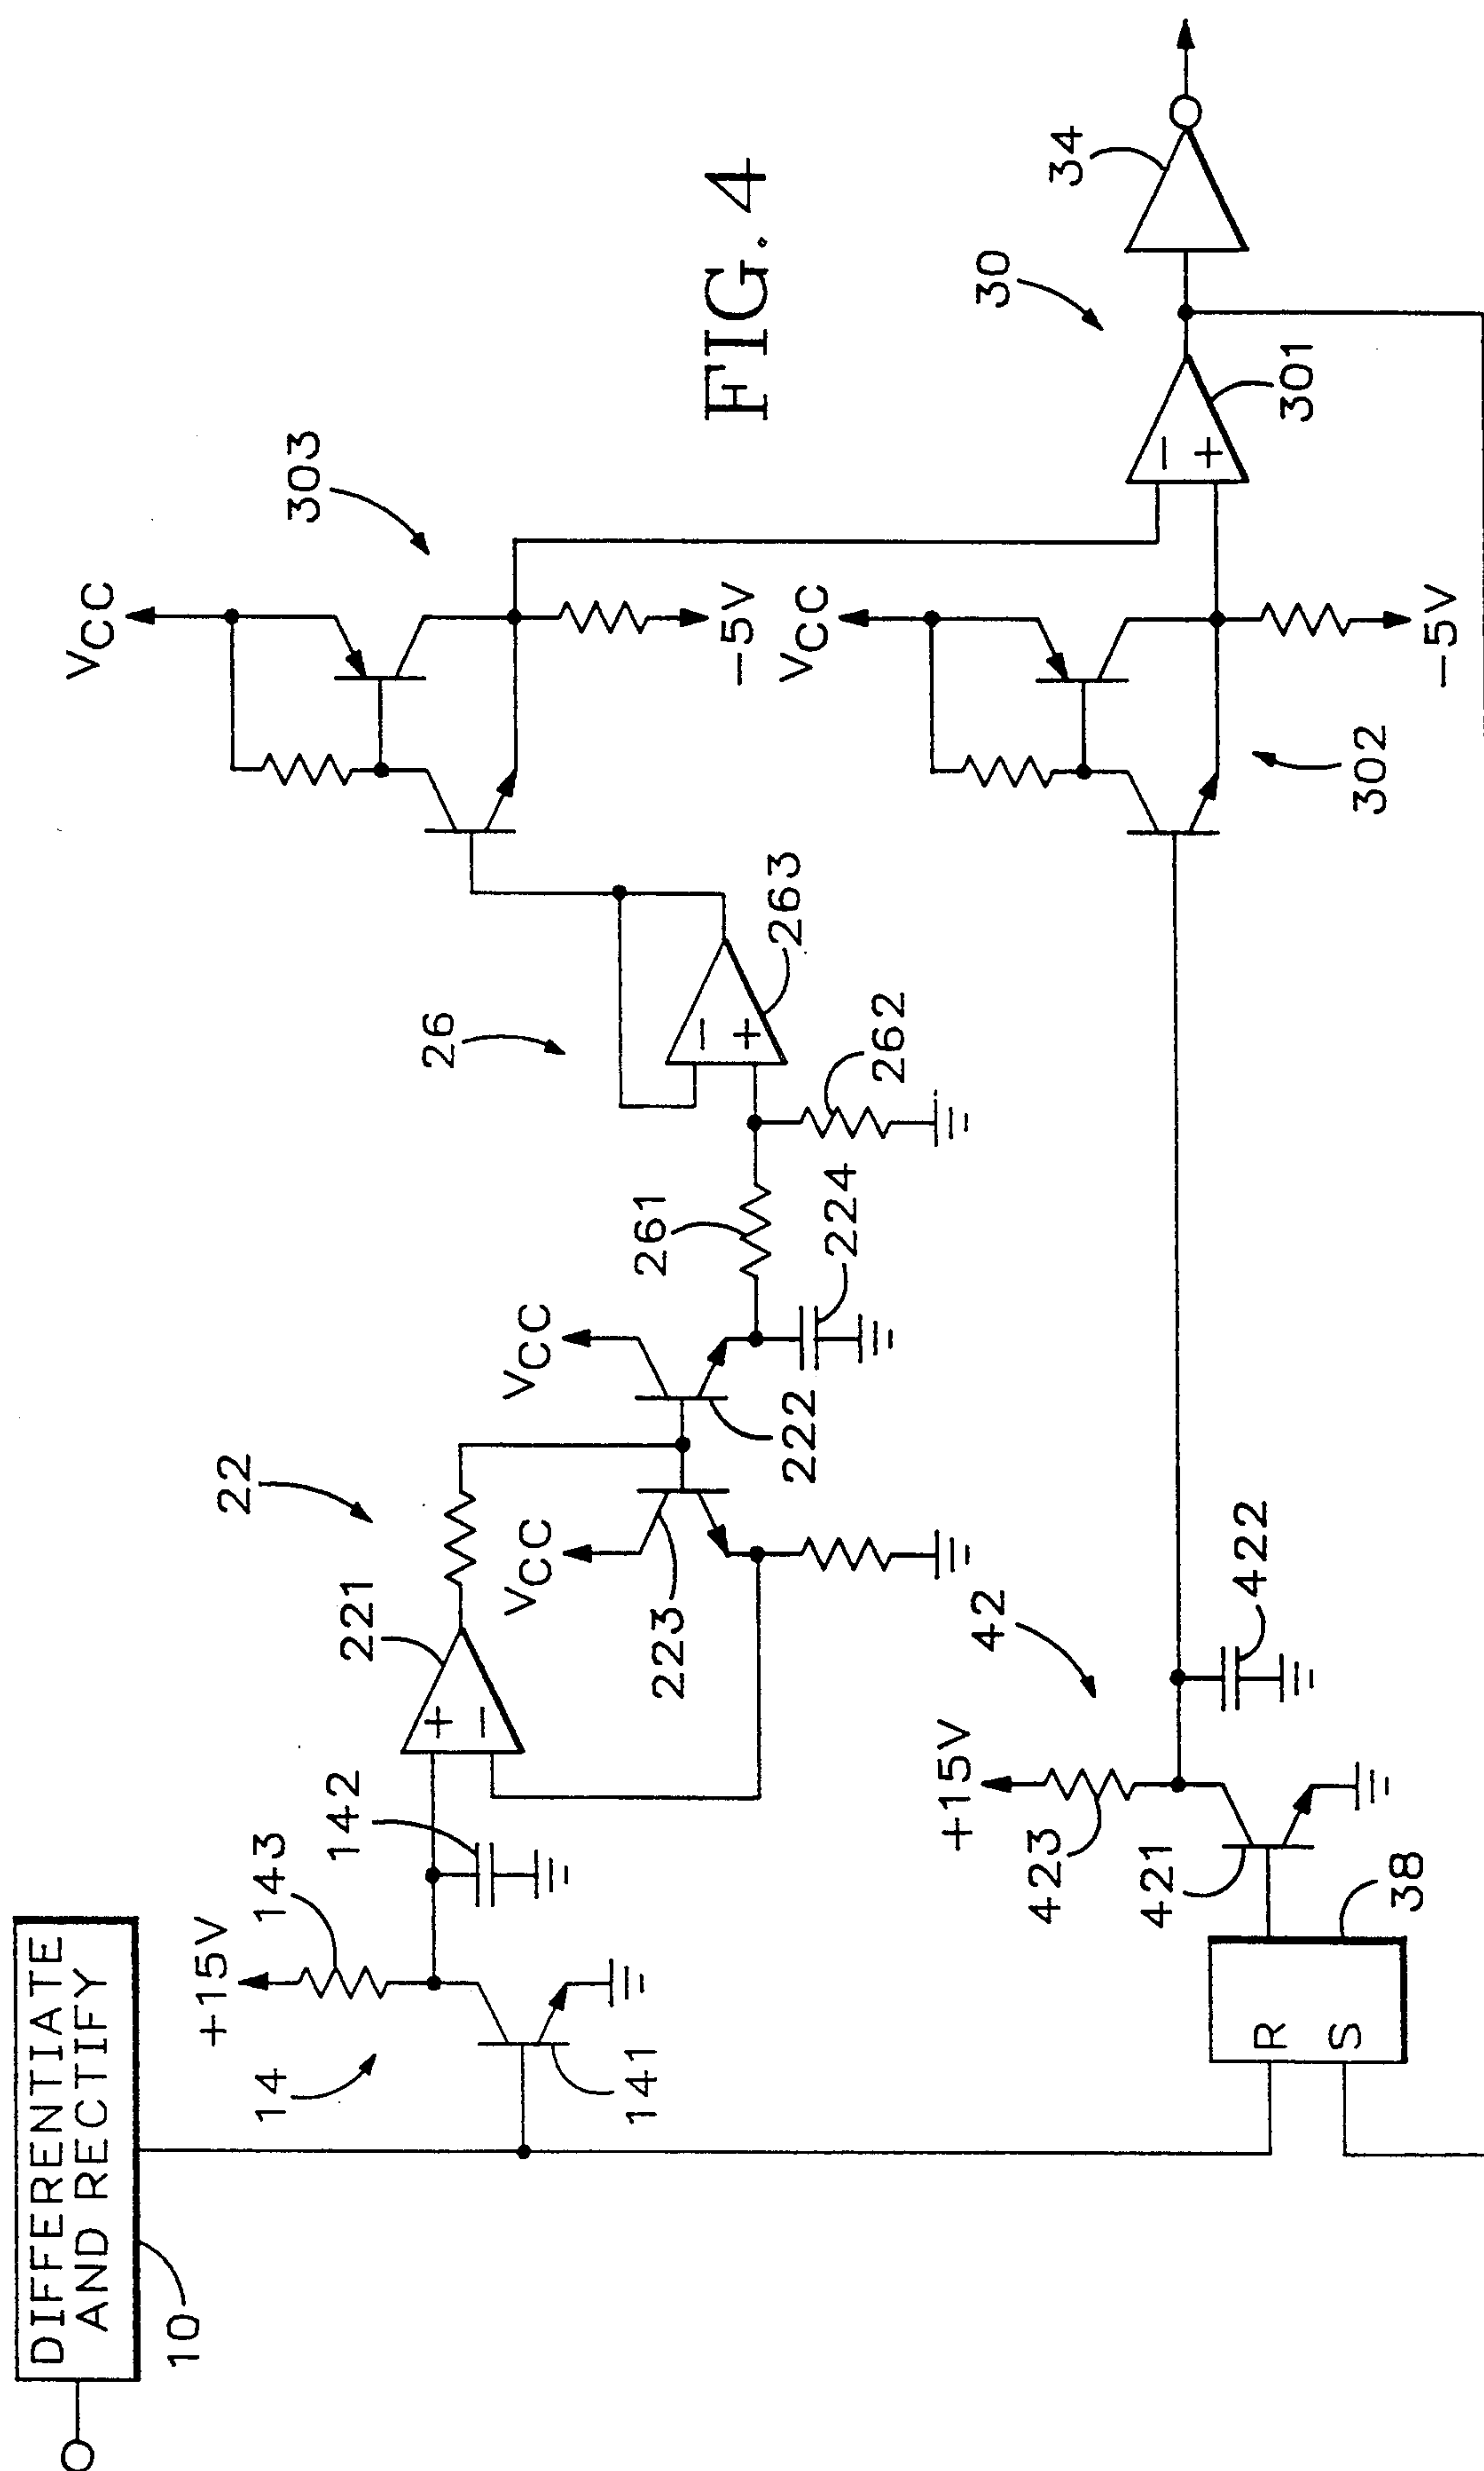 DIFFERENTIATE
AND RECTIFY
10
+15V
143
142
14
141
221
22
VCC
223
VCC
222
224
261
262
26
263
VCC
303
-5V
FIG. 4
+15V
42
423
421
422
38
R
S
VCC
302
-5V
-
+
30
301
34
+
-
-
+